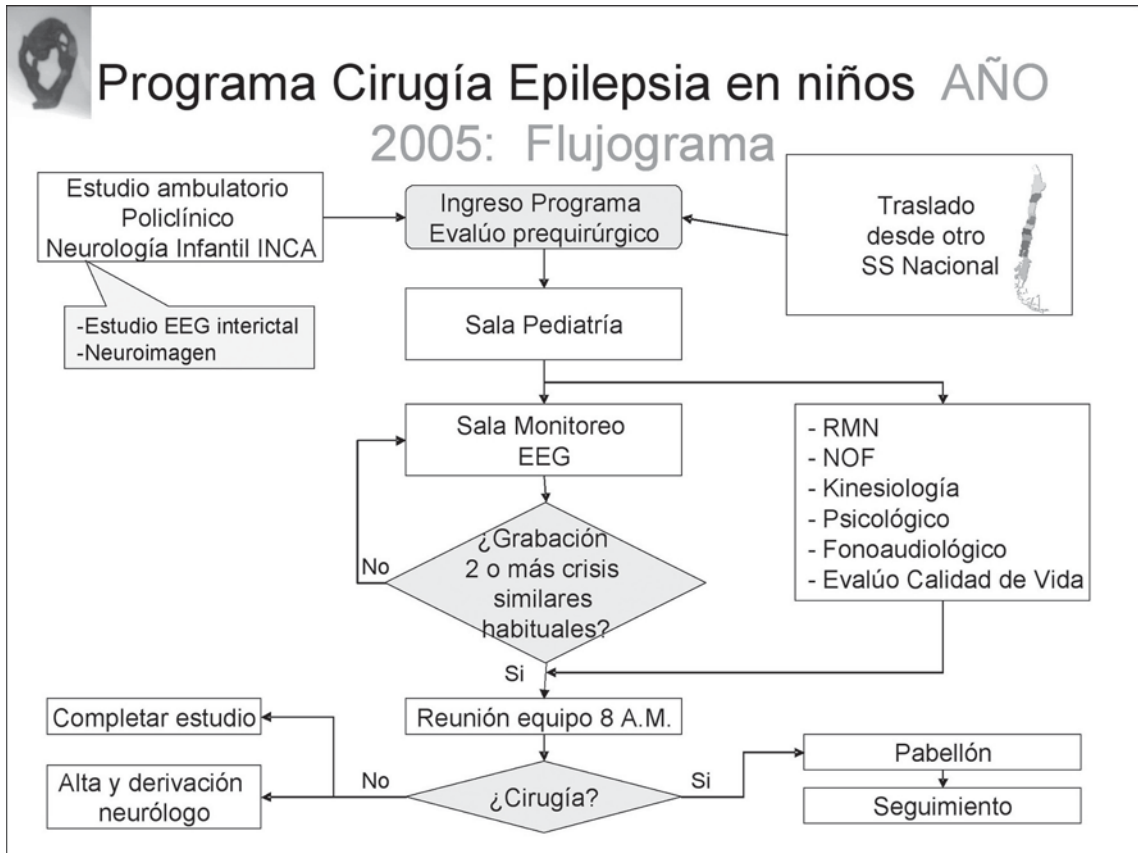 Programa Cirugía Epilepsia en niños AÑO
2005: Flujograma
Estudio ambulatorio
Policlínico
Neurología Infantil INCA
-Estudio EEG interictal
-Neuroimagen
Ingreso Programa
Evalúo prequirúrgico
Traslado
desde otro
SS Nacional
Sala Pediatría
Sala Monitoreo
EEG
- RMN
- NOF
- Kinesiología
- Psicológico
- Fonoaudiológico
- Evalúo Calidad de Vida
¿Grabación
2 o más crisis
similares
habituales?
No
Si
Reunión equipo 8 A.M.
¿Cirugía?
No
Si
Completar estudio
Alta y derivación
neurólogo
Pabellón
Seguimiento